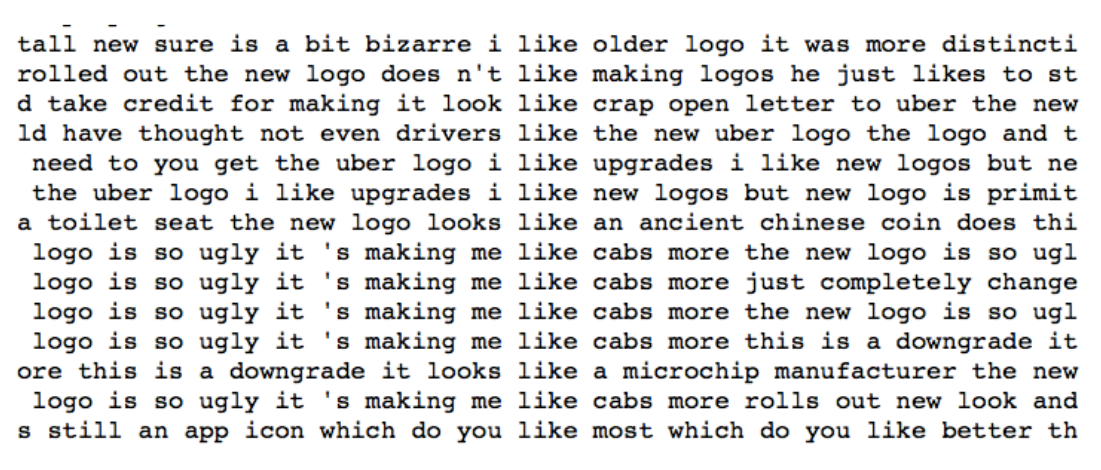 tall new sure is a bit bizarre i like older logo it was more distincti
rolled out the new logo does n't like making logos he just likes to st
d take credit for making it look like crap open letter to uber the new
ld have thought not even drivers like the new uber logo the logo and t
need to you get the uber logo i like upgrades i like new logos but ne
the uber logo i like upgrades i like new logos but new logo is primit
a toilet seat the new logo looks like an ancient chinese coin does thi
logo is so ugly it 's making me like cabs more the new logo is so ugl
logo is so ugly it 's making me like cabs more just completely change
logo is so ugly it 's making me like cabs more the new logo is so ugl
logo is so ugly it 's making me like cabs more this is a downgrade it
ore this is a downgrade it looks like a microchip manufacturer the new
logo is so ugly it 's making me like cabs more rolls out new look and
s still an app icon which do you like most which do you like better th